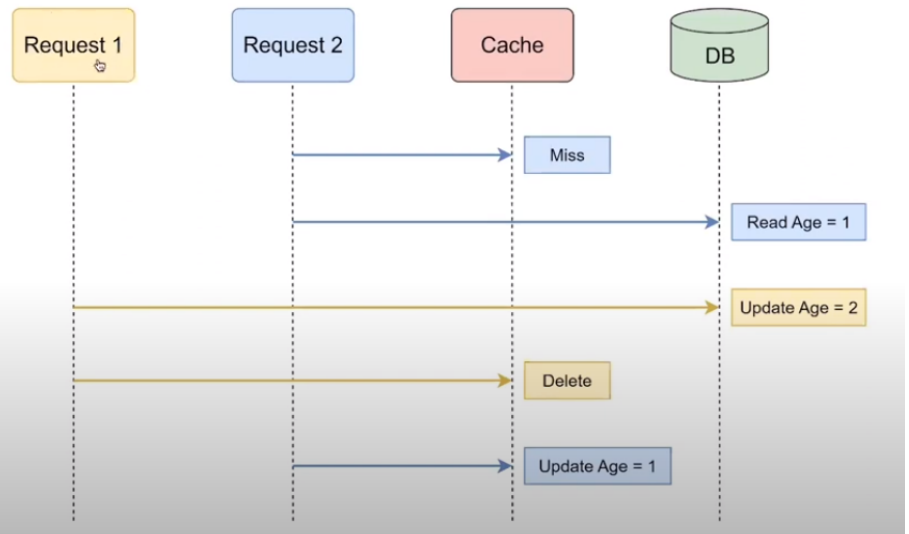 Request 1
Request 2
Cache
DB
Miss
Read Age = 1
Update Age = 2
Delete
Update Age = 1